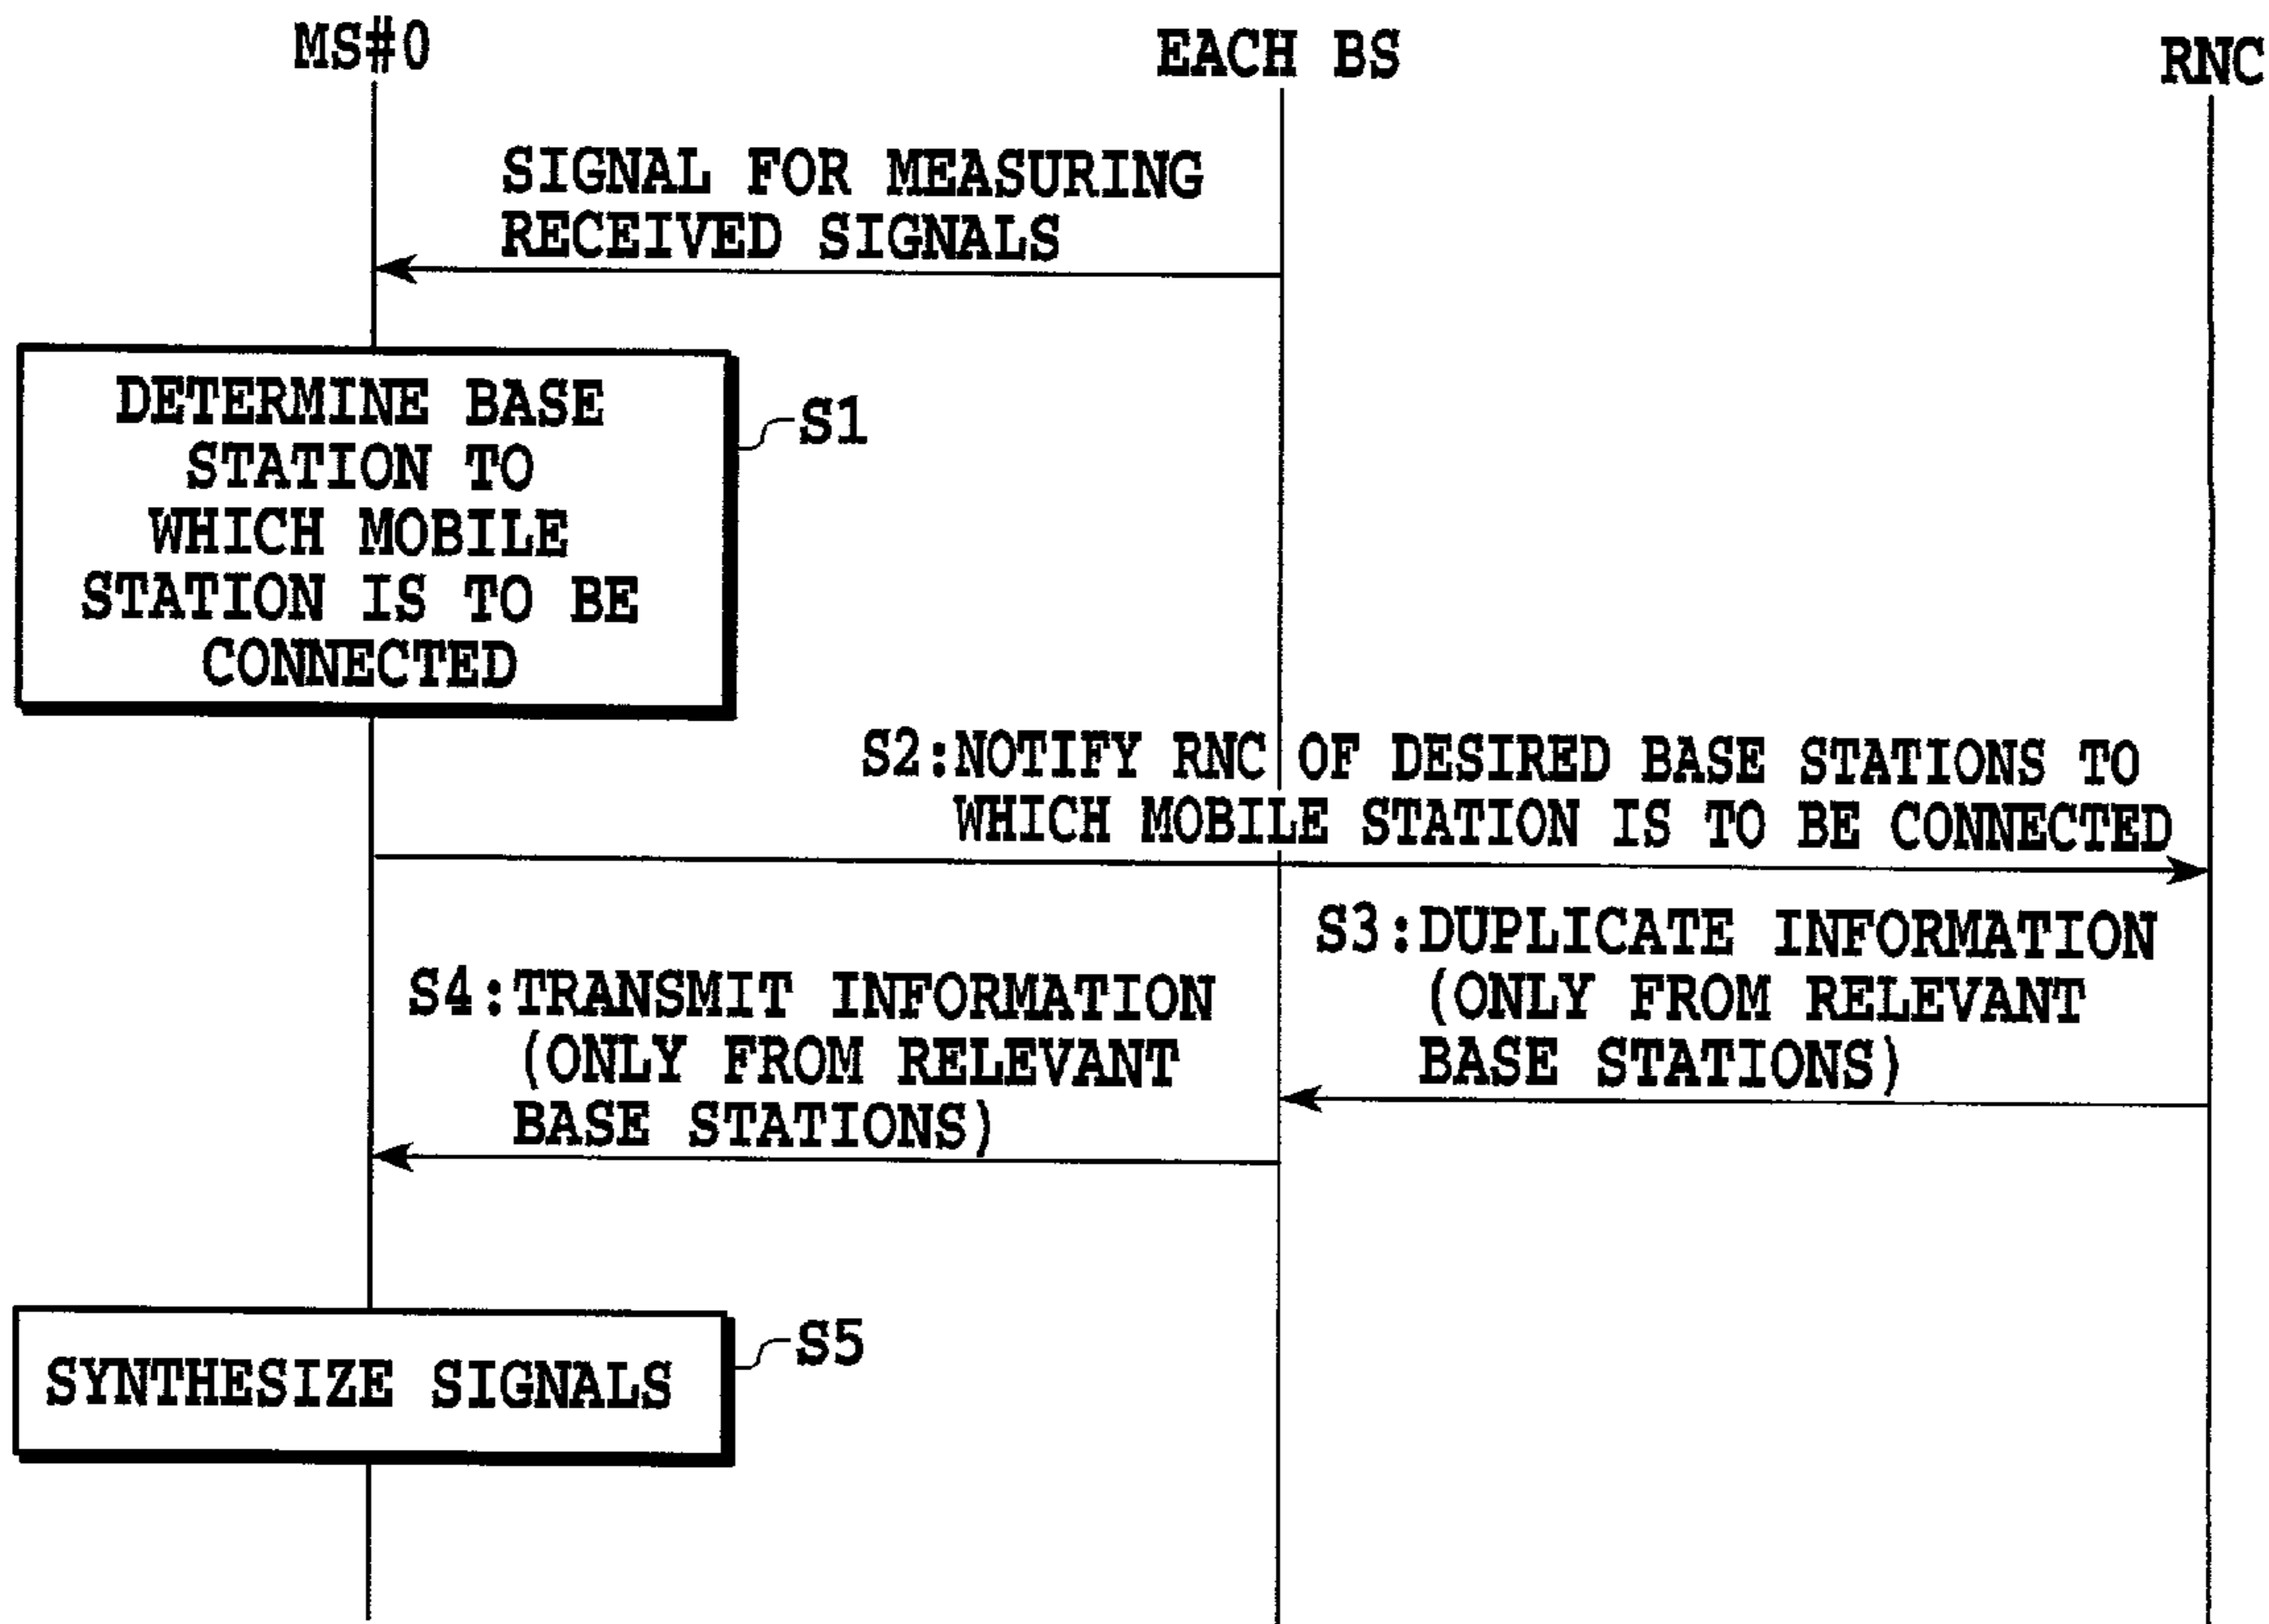 MS#0
EACH BS
RNC
SIGNAL FOR MEASURING
RECEIVED SIGNALS
DETERMINE BASE
STATION TO
WHICH MOBILE
STATION IS TO BE
CONNECTED
S1
S2:NOTIFY RNC OF DESIRED BASE STATIONS TO
WHICH MOBILE STATION IS TO BE CONNECTED
S3:DUPLICATE INFORMATION
(ONLY FROM RELEVANT
BASE STATIONS)
S4:TRANSMIT INFORMATION
(ONLY FROM RELEVANT
BASE STATIONS)
SYNTHESIZE SIGNALS
S5